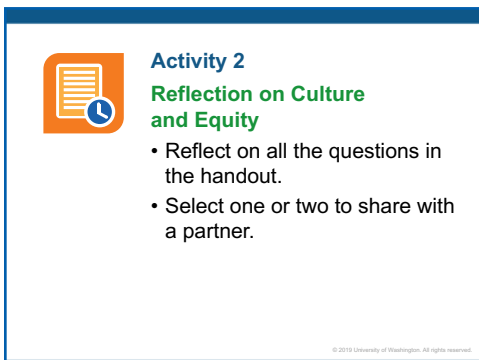 Activity 2
Reflection on Culture
and Equity
• Reflect on all the questions in
the handout.
• Select one or two to share with
a partner.
© 2019 University of Washington. All rights reserved.